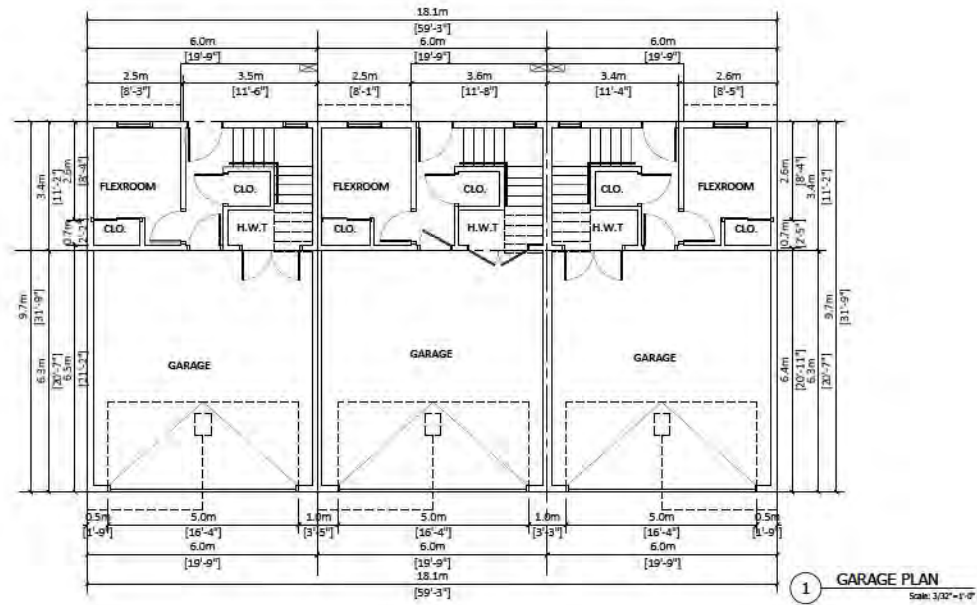 18.1m
[59'-3"]
6.0m 6.0m 6.0m
[19'-9"] [19'-9"] [19'-9"]
2.5m 3.5m 2.5m 3.6m 3.4m 2.6m
[8'-3"] [11'-6"] [8'-1"] [11'-8"] [11'-4"] [8'-5"]
3.4m
[11'-2"]
2.6m
[8'-4"]
0.7m
[2'-2"]
FLEXROOM CLO. FLEXROOM CLO. CLO. FLEXROOM
CLO. H.W.T CLO. H.W.T H.W.T CLO.
2.6m
[8'-4"]
3.4m
[11'-2"]
0.7m
[2'-5"]
9.7m
[31'-9"]
6.3m
[20'-7"]
6.5m
[21'-2"]
GARAGE GARAGE GARAGE
6.4m
[20'-11"]
6.3m
[20'-7"]
9.7m
[31'-9"]
0.5m 5.0m 1.0m 5.0m 1.0m 5.0m 0.5m
[1'-9"] [16'-4"] [3'-5"] [16'-4"] [3'-3"] [16'-4"] [1'-9"]
6.0m 6.0m 6.0m
[19'-9"] [19'-9"] [19'-9"]
18.1m
[59'-3"]
1 GARAGE PLAN
Scale: 3/32"=1'-0"